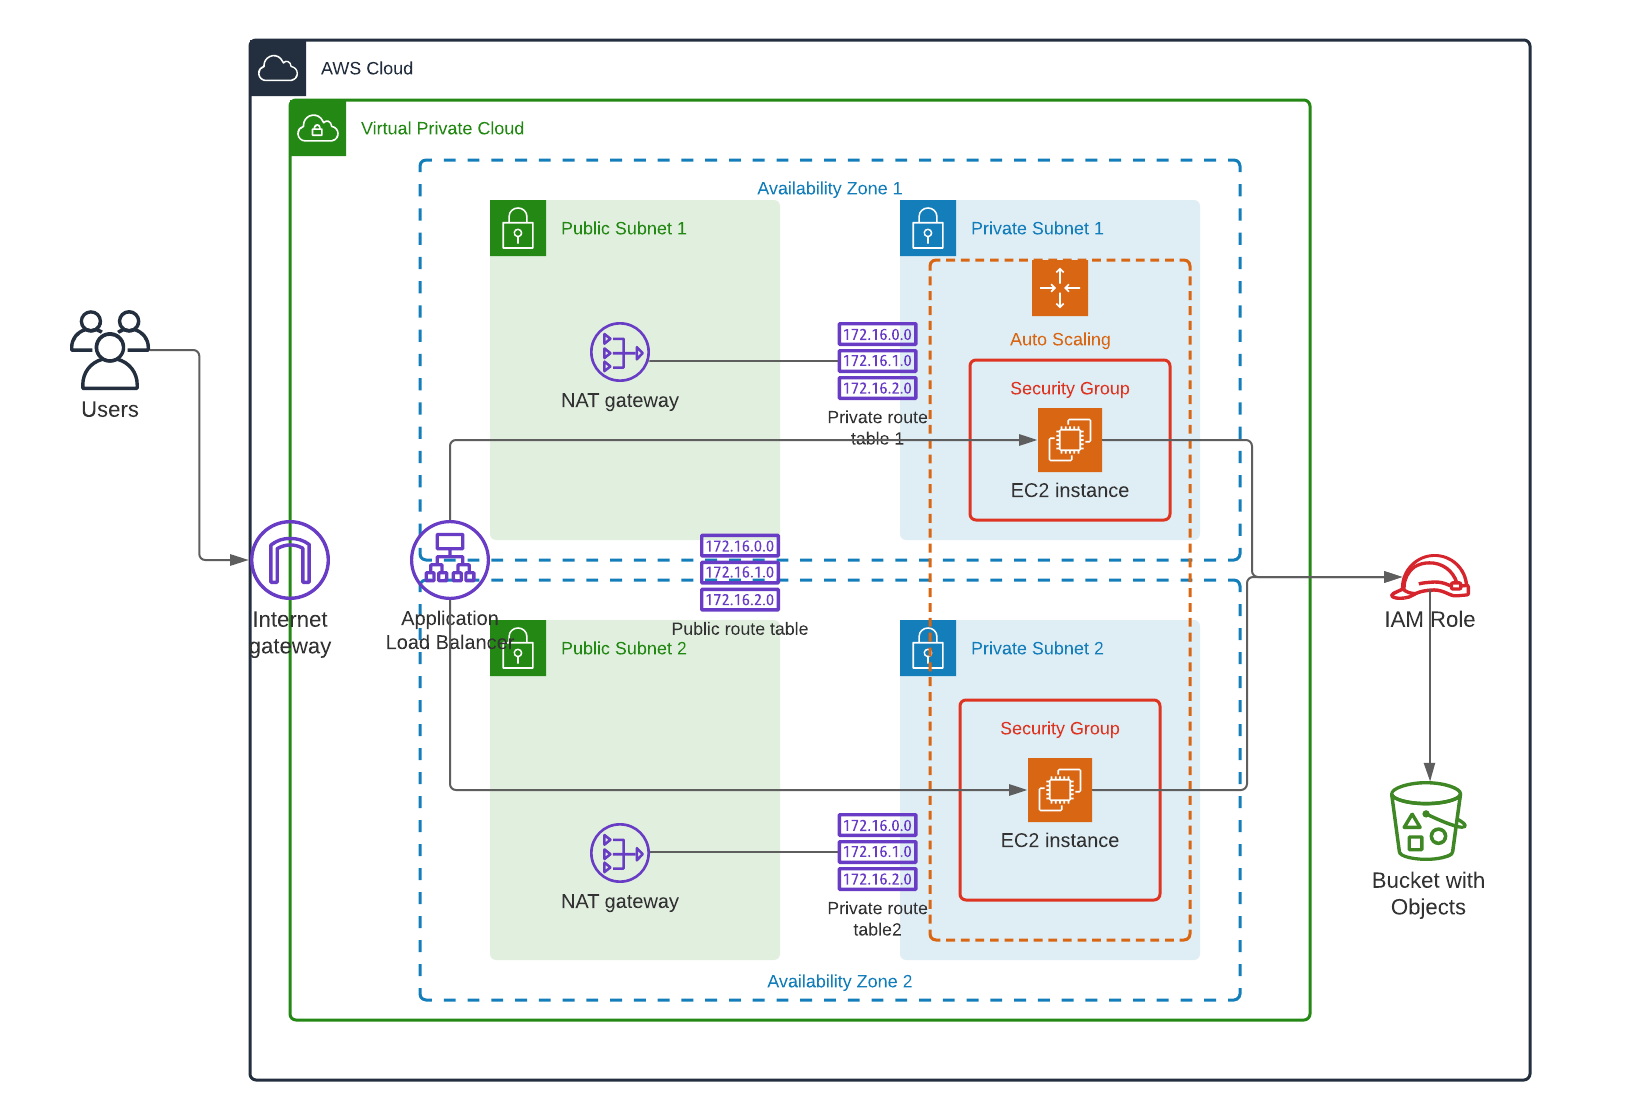 AWS Cloud
Virtual Private Cloud
Availability Zone 1
Public Subnet 1
Private Subnet 1
Auto Scaling
172.16.0.0
172.16.1.0
172.16.2.0
NAT gateway
Private route
table 1
Security Group
EC2 instance
Users
Internet
gateway
Application
Load Balancer
172.16.0.0
172.16.1.0
172.16.2.0
Public route table
IAM Role
Public Subnet 2
Private Subnet 2
Security Group
EC2 instance
172.16.0.0
172.16.1.0
172.16.2.0
NAT gateway
Private route
table2
Bucket with
Objects
Availability Zone 2